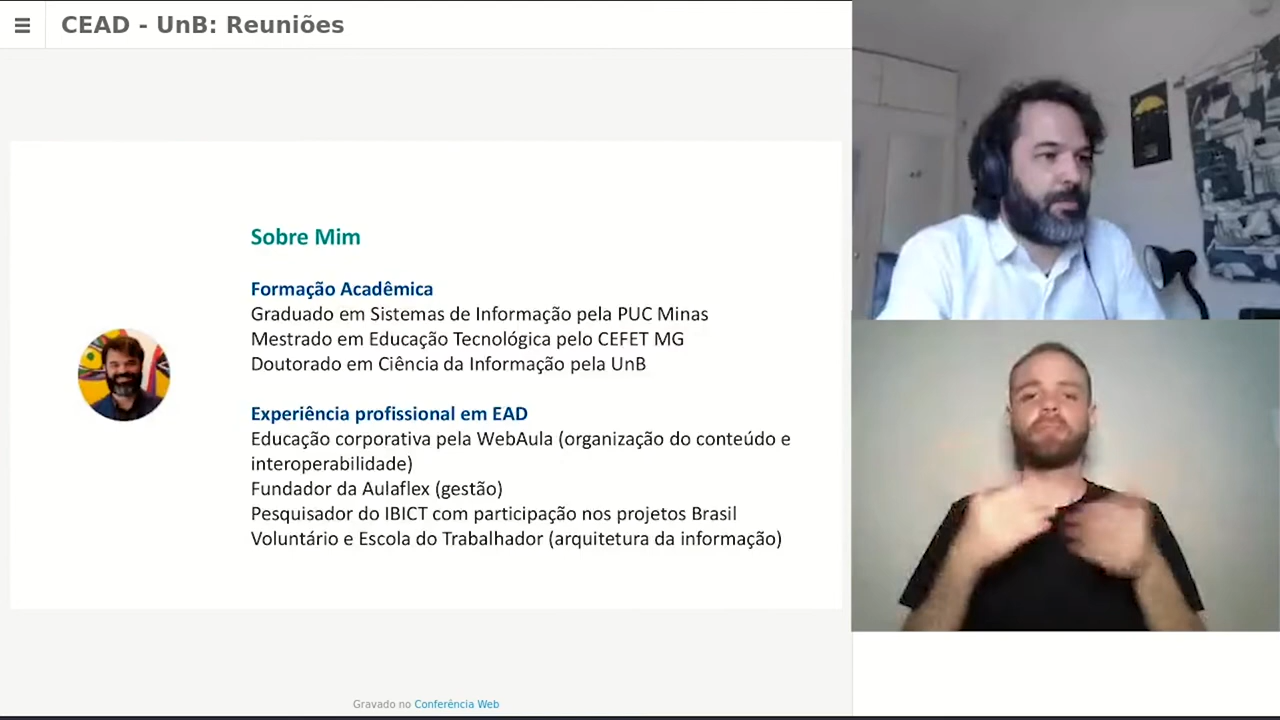 CEAD - UnB: Reuniões
Sobre Mim
Formação Acadêmica
Graduado em Sistemas de Informação pela PUC Minas
Mestrado em Educação Tecnológica pelo CEFET MG
Doutorado em Ciência da Informação pela UnB
Experiência profissional em EAD
Educação corporativa pela WebAula (organização do conteúdo e
interoperabilidade)
Fundador da Aulaflex (gestão)
Pesquisador do IBICT com participação nos projetos Brasil
Voluntário e Escola do Trabalhador (arquitetura da informação)
Gravado no Conferência Web